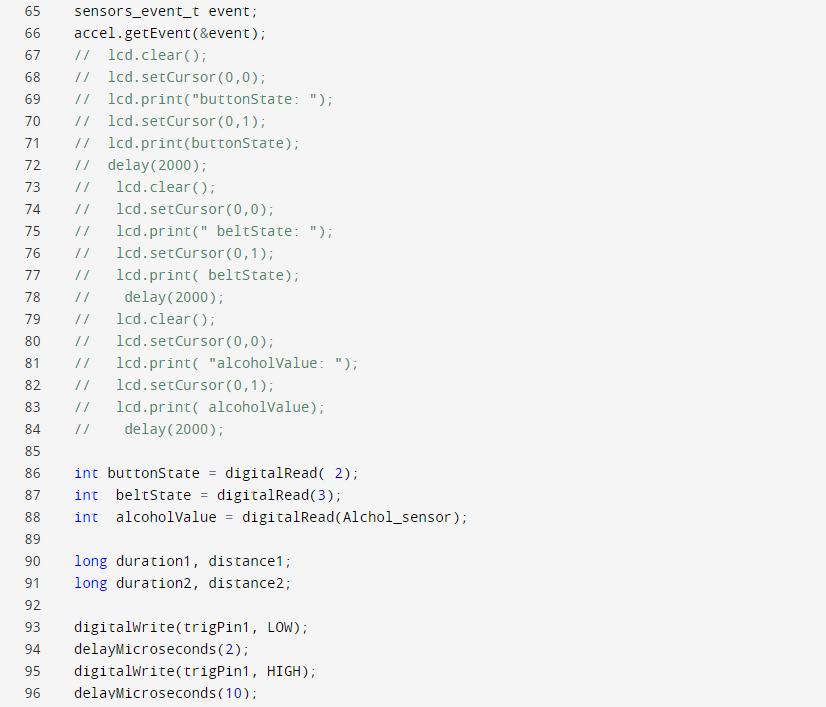 65 sensors_event_t event;
66 accel.getEvent(&event);
67 //  lcd.clear();
68 //  lcd.setCursor(0,0);
69 //  lcd.print("buttonState: ");
70 //  lcd.setCursor(0,1);
71 //  lcd.print(buttonState);
72 //  delay(2000);
73 //   lcd.clear();
74 //   lcd.setCursor(0,0);
75 //   lcd.print(" beltState: ");
76 //   lcd.setCursor(0,1);
77 //   lcd.print( beltState);
78 //    delay(2000);
79 //   lcd.clear();
80 //   lcd.setCursor(0,0);
81 //   lcd.print( "alcoholValue: ");
82 //   lcd.setCursor(0,1);
83 //   lcd.print( alcoholValue);
84 //    delay(2000);
85
86 int buttonState = digitalRead( 2);
87 int  beltState = digitalRead(3);
88 int  alcoholValue = digitalRead(Alchol_sensor);
89
90 long duration1, distance1;
91 long duration2, distance2;
92
93 digitalWrite(trigPin1, LOW);
94 delayMicroseconds(2);
95 digitalWrite(trigPin1, HIGH);
96 delayMicroseconds(10);